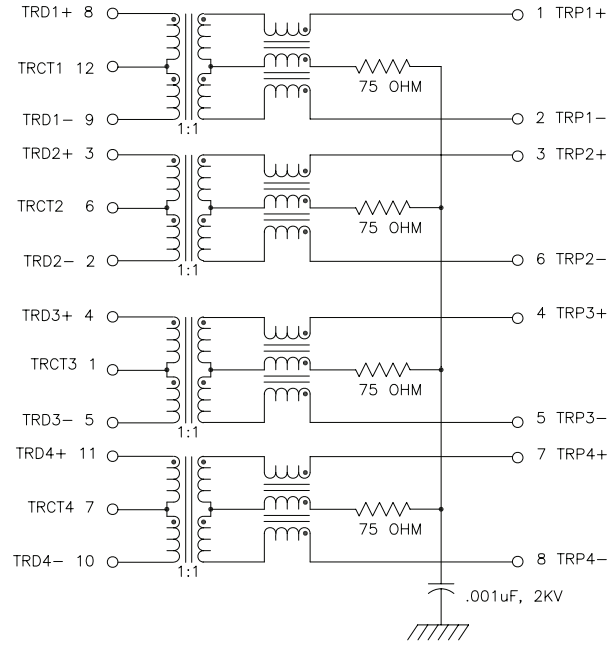 TRD1+ 8
1 TRP1+
TRCT1 12
75 OHM
TRD1- 9
2 TRP1-
1:1
TRD2+ 3
3 TRP2+
TRCT2 6
75 OHM
TRD2- 2
6 TRP2-
1:1
TRD3+ 4
4 TRP3+
TRCT3 1
75 OHM
TRD3- 5
5 TRP3-
1:1
TRD4+ 11
7 TRP4+
TRCT4 7
75 OHM
TRD4- 10
8 TRP4-
1:1
.001uF, 2KV